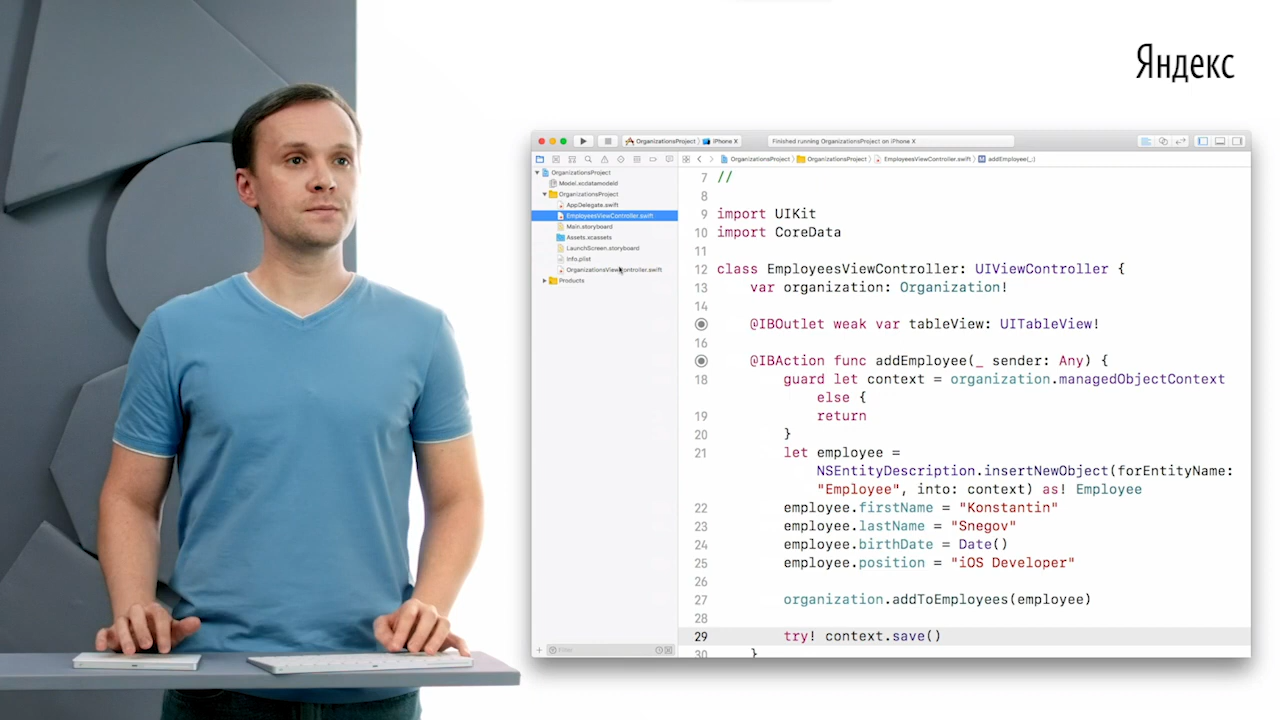 Яндекс
OrganizationsProject
iPhone X
Finished running OrganizationsProject on iPhone X
OrganizationsProject
OrganizationsProject
EmployeesViewController.swift
addEmployee(_:)
OrganizationsProject
Model.xcdatamodeld
OrganizationsProject
AppDelegate.swift
EmployeesViewController.swift
Main.storyboard
Assets.xcassets
LaunchScreen.storyboard
Info.plist
OrganizationsViewController.swift
Products
Filter
7 //
8
9 import UIKit
10 import CoreData
11
12 class EmployeesViewController: UIViewController {
13 var organization: Organization!
14
@IBOutlet weak var tableView: UITableView!
16
@IBAction func addEmployee(_ sender: Any) {
18 guard let context = organization.managedObjectContext
else {
19 return
20 }
21 let employee =
NSEntityDescription.insertNewObject(forEntityName:
"Employee", into: context) as! Employee
22 employee.firstName = "Konstantin"
23 employee.lastName = "Snegov"
24 employee.birthDate = Date()
25 employee.position = "iOS Developer"
26
27 organization.addToEmployees(employee)
28
29 try! context.save()
30 }